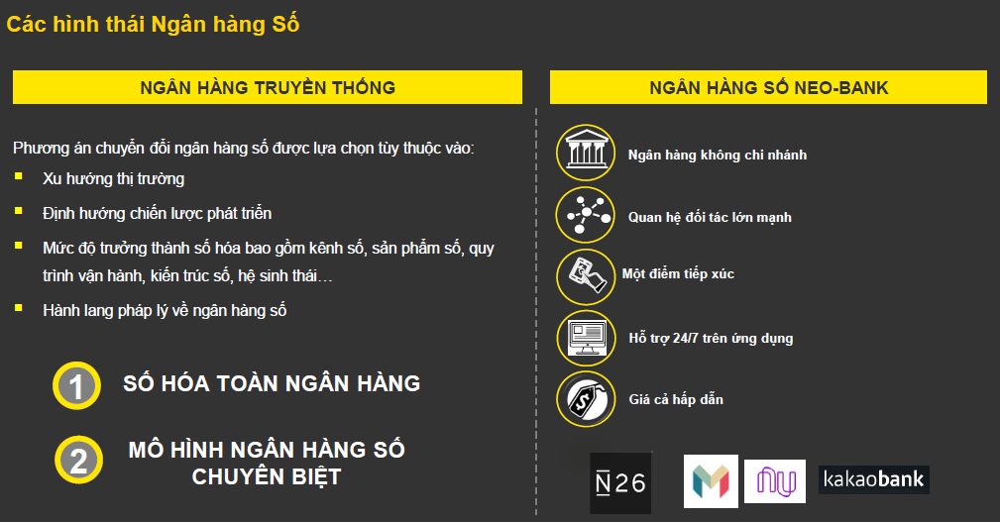 Các hình thái Ngân hàng Số
NGÂN HÀNG TRUYỀN THỐNG
Phương án chuyển đổi ngân hàng số được lựa chọn tùy thuộc vào:
Xu hướng thị trường
Định hướng chiến lược phát triển
Mức độ trưởng thành số hóa bao gồm kênh số, sản phẩm số, quy
trình vận hành, kiến trúc số, hệ sinh thái…
Hành lang pháp lý về ngân hàng số
1 SỐ HÓA TOÀN NGÂN HÀNG
2 MÔ HÌNH NGÂN HÀNG SỐ
CHUYÊN BIỆT
NGÂN HÀNG SỐ NEO-BANK
Ngân hàng không chi nhánh
Quan hệ đối tác lớn mạnh
Một điểm tiếp xúc
Hỗ trợ 24/7 trên ứng dụng
$
Giá cả hấp dẫn
N26
nu
kakaobank